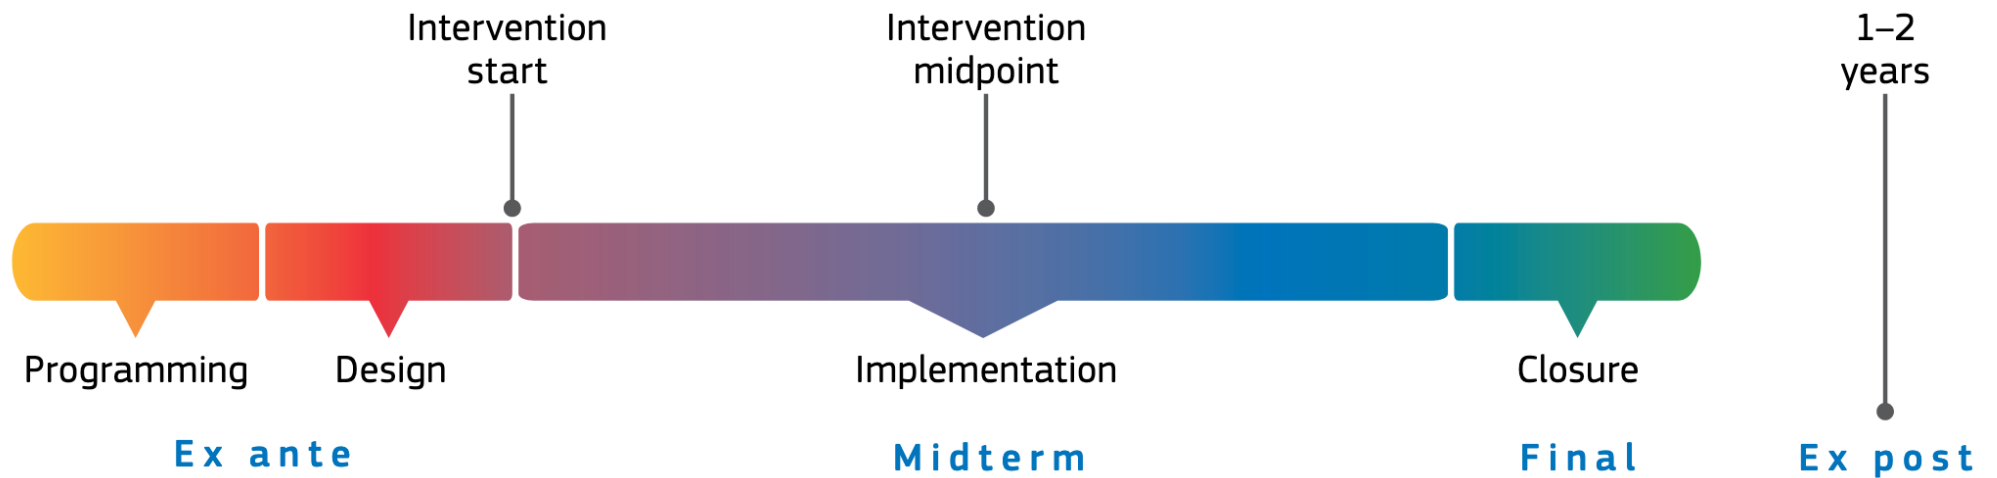 Intervention
start
Intervention
midpoint
1–2
years
Programming
Design
Implementation
Closure
Ex ante
Midterm
Final
Ex post